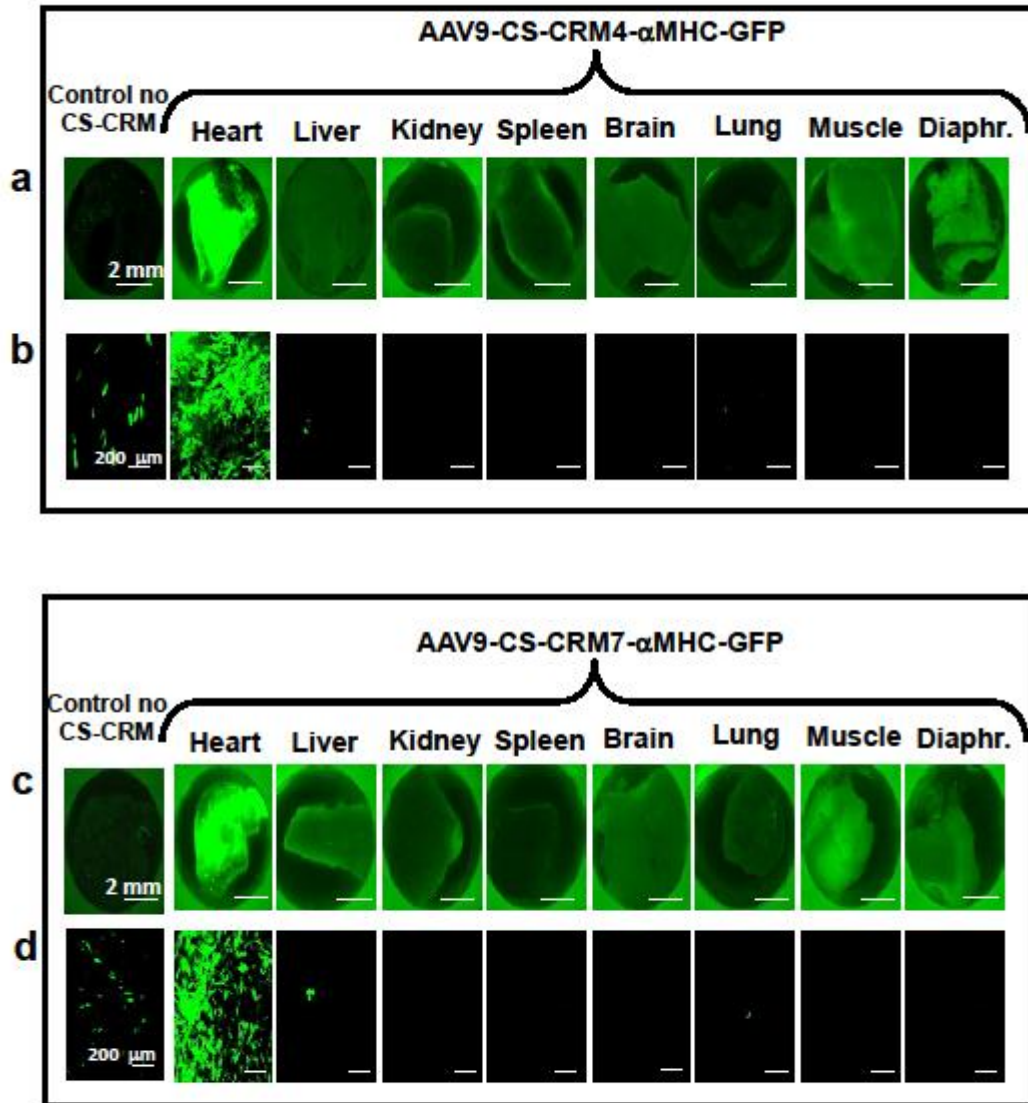 AAV9-CS-CRM4-αMHC-GFP
Control no
CS-CRM
Heart Liver Kidney Spleen Brain Lung Muscle Diaphr.
a
2 mm
b
200 μm
AAV9-CS-CRM7-αMHC-GFP
Control no
CS-CRM
Heart Liver Kidney Spleen Brain Lung Muscle Diaphr.
c
2 mm
d
200 μm